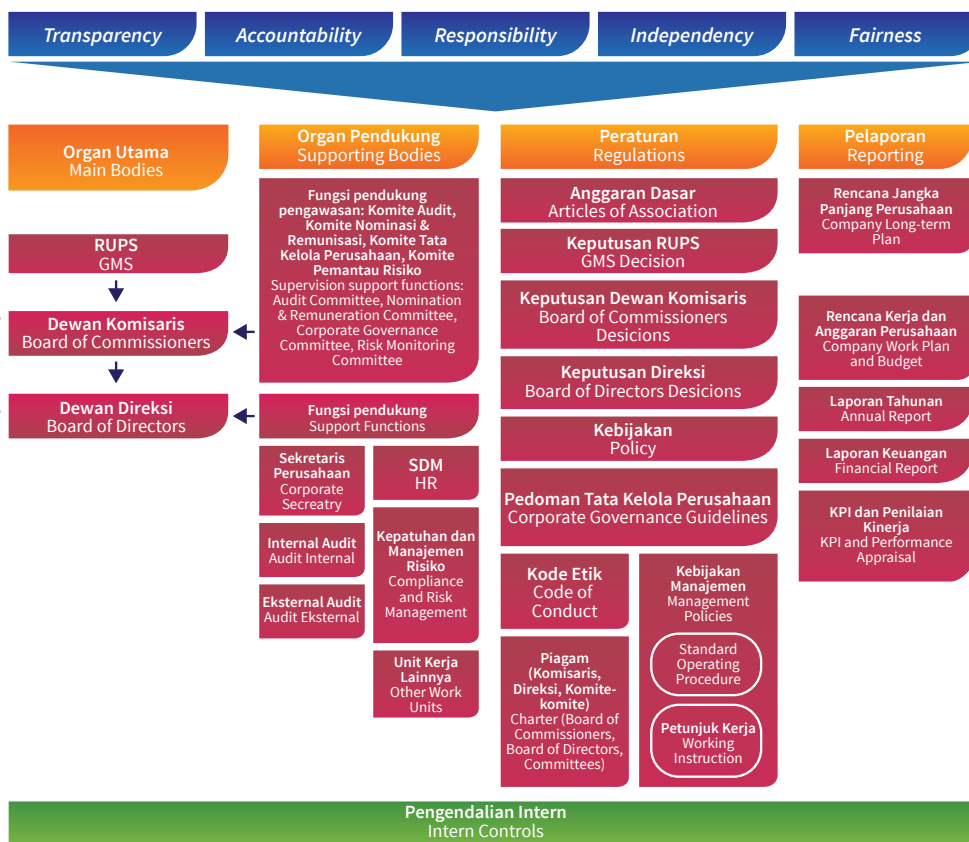 Transparency
Accountability
Responsibility
Independency
Fairness
Organ Utama
Main Bodies
RUPS
GMS
Dewan Komisaris
Board of Commissioners
Dewan Direksi
Board of Directors
Organ Pendukung
Supporting Bodies
Fungsi pendukung
pengawasan: Komite Audit,
Komite Nominasi &
Remunisasi, Komite Tata
Kelola Perusahaan, Komite
Pemantau Risiko
Supervision support functions:
Audit Committee, Nomination
& Remuneration Committee,
Corporate Governance
Committee, Risk Monitoring
Committee
Fungsi pendukung
Support Functions
Sekretaris
Perusahaan
Corporate
Secreatry
Internal Audit
Audit Internal
Eksternal Audit
Audit Eksternal
SDM
HR
Kepatuhan dan
Manajemen
Risiko
Compliance
and Risk
Management
Unit Kerja
Lainnya
Other Work
Units
Peraturan
Regulations
Anggaran Dasar
Articles of Association
Keputusan RUPS
GMS Decision
Keputusan Dewan Komisaris
Board of Commissioners
Desicions
Keputusan Direksi
Board of Directors Desicions
Kebijakan
Policy
Pedoman Tata Kelola Perusahaan
Corporate Governance Guidelines
Kode Etik
Code of
Conduct
Piagam
(Komisaris,
Direksi, Komite-
komite)
Charter (Board of
Commissioners,
Board of Directors,
Committees)
Kebijakan
Manajemen
Management
Policies
Standard
Operating
Procedure
Petunjuk Kerja
Working
Instruction
Pelaporan
Reporting
Rencana Jangka
Panjang Perusahaan
Company Long-term
Plan
Rencana Kerja dan
Anggaran Perusahaan
Company Work Plan
and Budget
Laporan Tahunan
Annual Report
Laporan Keuangan
Financial Report
KPI dan Penilaian
Kinerja
KPI and Performance
Appraisal
Pengendalian Intern
Intern Controls